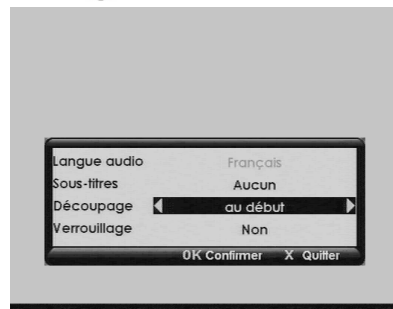 Langue audio Français
Sous-titres Aucun
Découpage au début
Verrouillage Non
OK Confirmer X Quitter